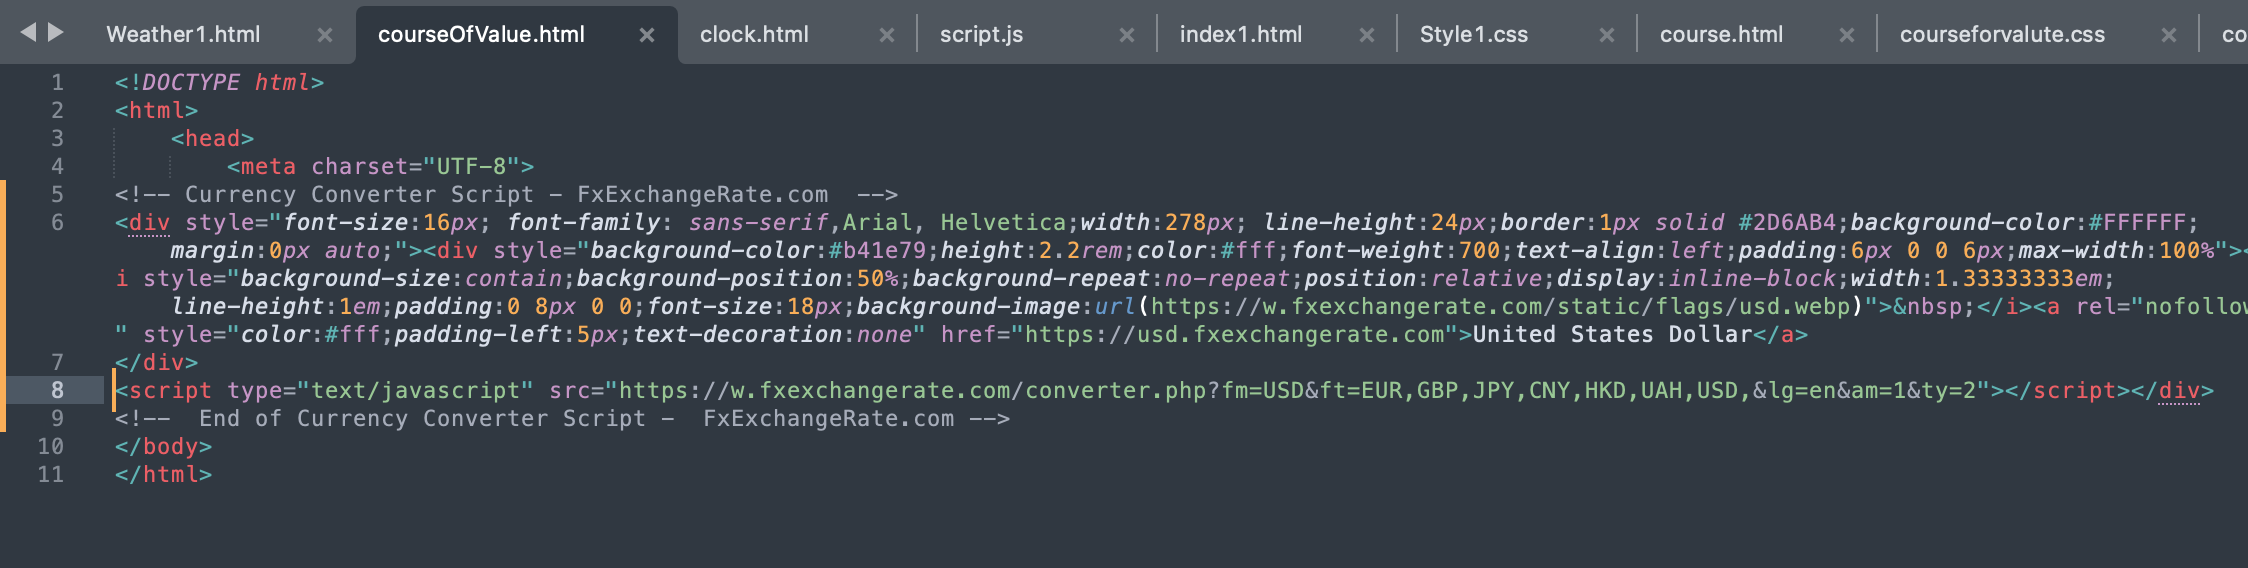 Weather1.html × courseOfValue.html × clock.html × script.js × index1.html × Style1.css × course.html × courseforvalute.css × co
1 <!DOCTYPE html>
2 <html>
3 <head>
4 <meta charset="UTF-8">
5 <!-- Currency Converter Script - FxExchangeRate.com  -->
6 <div style="font-size:16px; font-family: sans-serif,Arial, Helvetica;width:278px; line-height:24px;border:1px solid #2D6AB4;background-color:#FFFFFF;
margin:0px auto;"><div style="background-color:#b41e79;height:2.2rem;color:#fff;font-weight:700;text-align:left;padding:6px 0 0 6px;max-width:100%"><
i style="background-size:contain;background-position:50%;background-repeat:no-repeat;position:relative;display:inline-block;width:1.33333333em;
line-height:1em;padding:0 8px 0 0;font-size:18px;background-image:url(https://w.fxexchangerate.com/static/flags/usd.webp)">&nbsp;</i><a rel="nofollow
" style="color:#fff;padding-left:5px;text-decoration:none" href="https://usd.fxexchangerate.com">United States Dollar</a>
7 </div>
8 <script type="text/javascript" src="https://w.fxexchangerate.com/converter.php?fm=USD&ft=EUR,GBP,JPY,CNY,HKD,UAH,USD,&lg=en&am=1&ty=2"></script></div>
9 <!--  End of Currency Converter Script -  FxExchangeRate.com -->
10 </body>
11 </html>